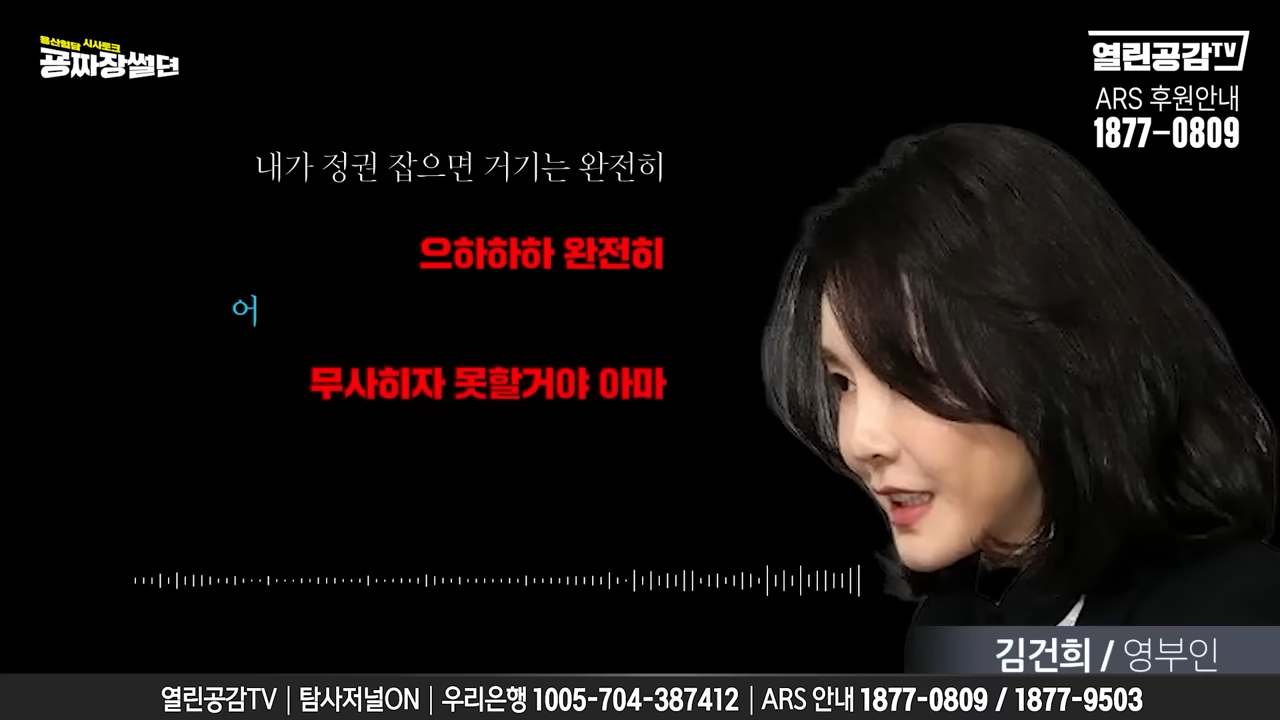 용산험담 시사토크
공짜장썰뎐
열린공감TV
ARS 후원안내
1877-0809
내가 정권 잡으면 거기는 완전히
으하하하 완전히
어
무사히자 못할거야 아마
김건희 / 영부인
열린공감TV | 탐사저널ON | 우리은행 1005-704-387412 | ARS 안내 1877-0809 / 1877-9503